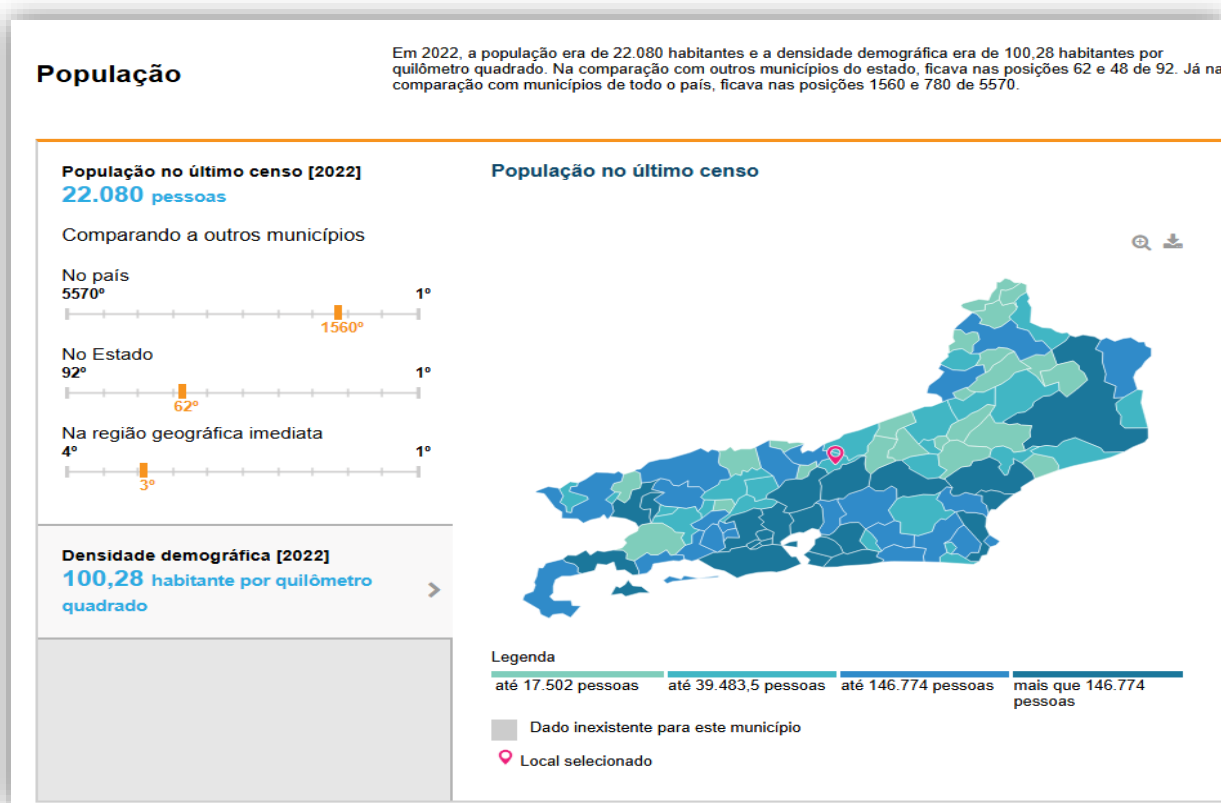 População
Em 2022, a população era de 22.080 habitantes e a densidade demográfica era de 100,28 habitantes por
quilômetro quadrado. Na comparação com outros municípios do estado, ficava nas posições 62 e 48 de 92. Já na
comparação com municípios de todo o país, ficava nas posições 1560 e 780 de 5570.
População no último censo [2022]
22.080 pessoas
Comparando a outros municípios
No país
5570º 1º
1560º
No Estado
92º 1º
62º
Na região geográfica imediata
4º 1º
3º
Densidade demográfica [2022]
100,28 habitante por quilômetro
quadrado
População no último censo
Legenda
até 17.502 pessoas
até 39.483,5 pessoas
até 146.774 pessoas
mais que 146.774
pessoas
Dado inexistente para este município
Local selecionado